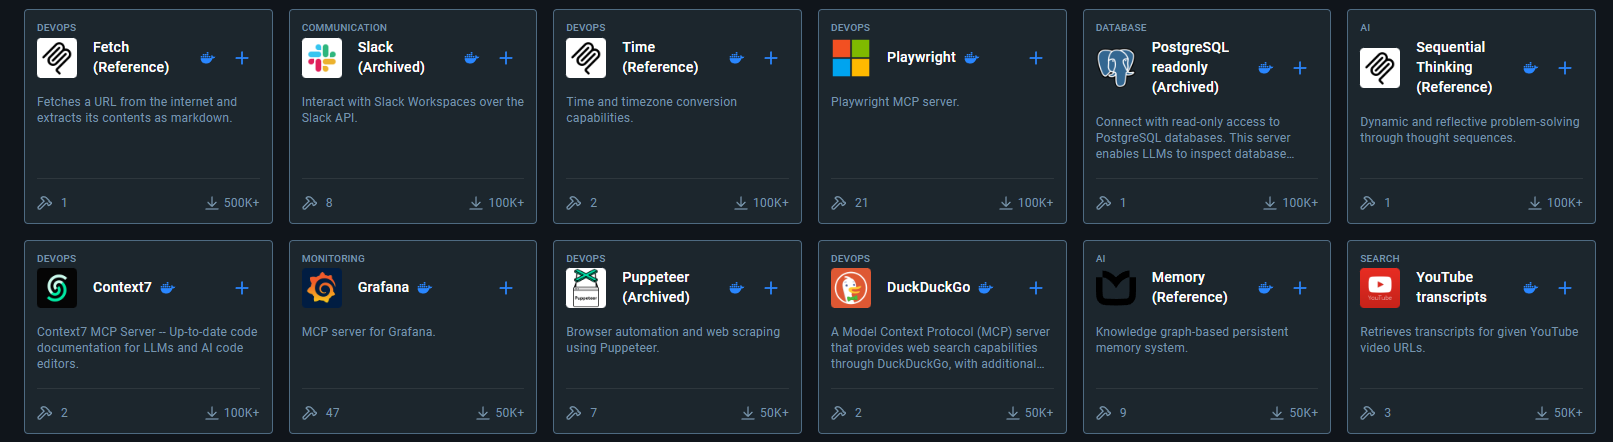 DEVOPS
Fetch
(Reference)
Fetches a URL from the internet and
extracts its contents as markdown.
1
500K+
COMMUNICATION
Slack
(Archived)
Interact with Slack Workspaces over the
Slack API.
8
100K+
DEVOPS
Time
(Reference)
Time and timezone conversion
capabilities.
2
100K+
DEVOPS
Playwright
Playwright MCP server.
21
100K+
DATABASE
PostgreSQL
readonly
(Archived)
Connect with read-only access to
PostgreSQL databases. This server
enables LLMs to inspect database…
1
100K+
AI
Sequential
Thinking
(Reference)
Dynamic and reflective problem-solving
through thought sequences.
1
100K+
DEVOPS
Context7
Context7 MCP Server -- Up-to-date code
documentation for LLMs and AI code
editors.
2
100K+
MONITORING
Grafana
MCP server for Grafana.
47
50K+
DEVOPS
Puppeteer
Puppeteer
(Archived)
Browser automation and web scraping
using Puppeteer.
7
50K+
DEVOPS
DuckDuckGo
A Model Context Protocol (MCP) server
that provides web search capabilities
through DuckDuckGo, with additional…
2
50K+
AI
Memory
(Reference)
Knowledge graph-based persistent
memory system.
9
50K+
SEARCH
YouTube
YouTube
transcripts
Retrieves transcripts for given YouTube
video URLs.
3
50K+